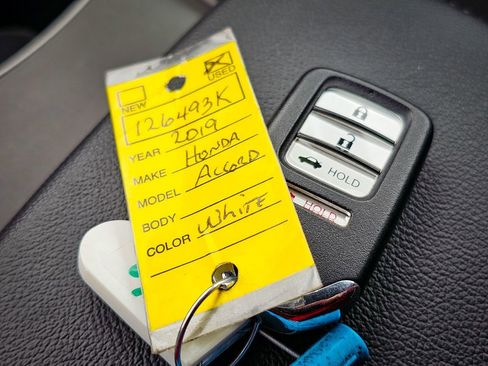 NEW
USED
126493K
YEAR 2019
MAKE HONDA
MODEL ACCORD
BODY
COLOR WHITE
HOLD
HOLD